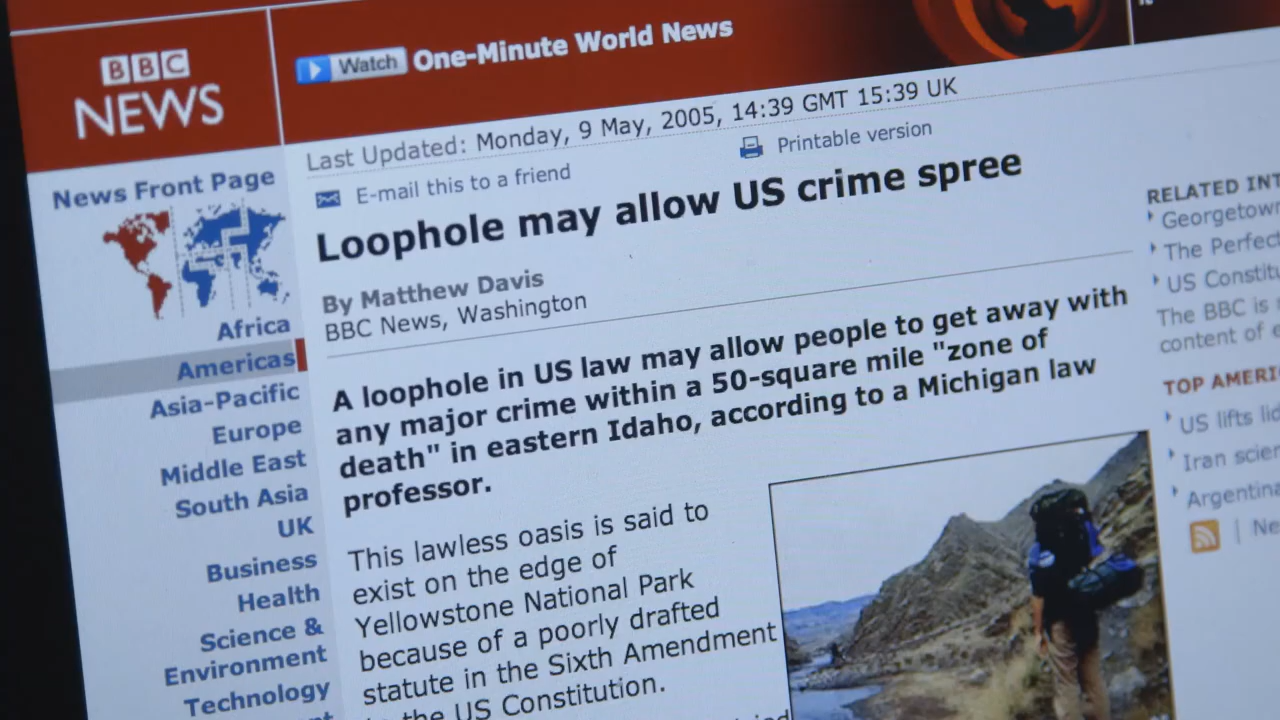 BBC
NEWS
Watch One-Minute World News
News Front Page
Africa
Americas
Asia-Pacific
Europe
Middle East
South Asia
UK
Business
Health
Science &
Environment
Technology
Last Updated: Monday, 9 May, 2005, 14:39 GMT 15:39 UK
E-mail this to a friend
Printable version
Loophole may allow US crime spree
By Matthew Davis
BBC News, Washington
A loophole in US law may allow people to get away with
any major crime within a 50-square mile "zone of
death" in eastern Idaho, according to a Michigan law
professor.
This lawless oasis is said to
exist on the edge of
Yellowstone National Park
because of a poorly drafted
statute in the Sixth Amendment
the US Constitution.
RELATED INT
Georgetown
The Perfect
US Constitu
The BBC is
content of
TOP AMERI
US lifts
Iran scien
Argentina
Ne